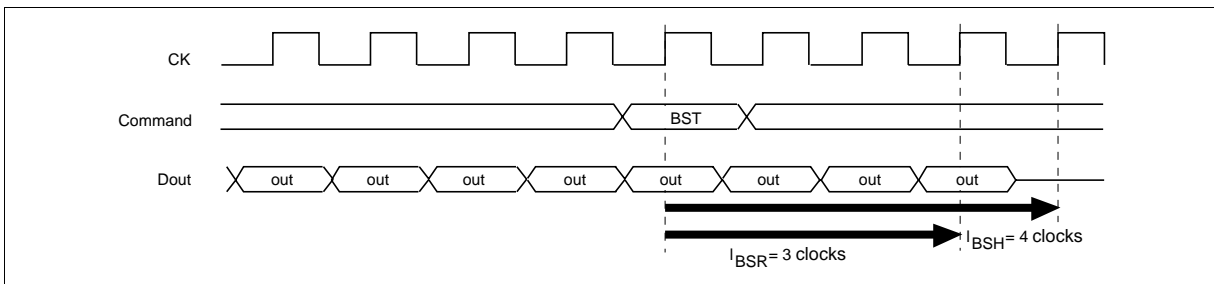 CK
Command
BST
Dout
out out out out out out out out
lBSH= 4 clocks
lBSR= 3 clocks